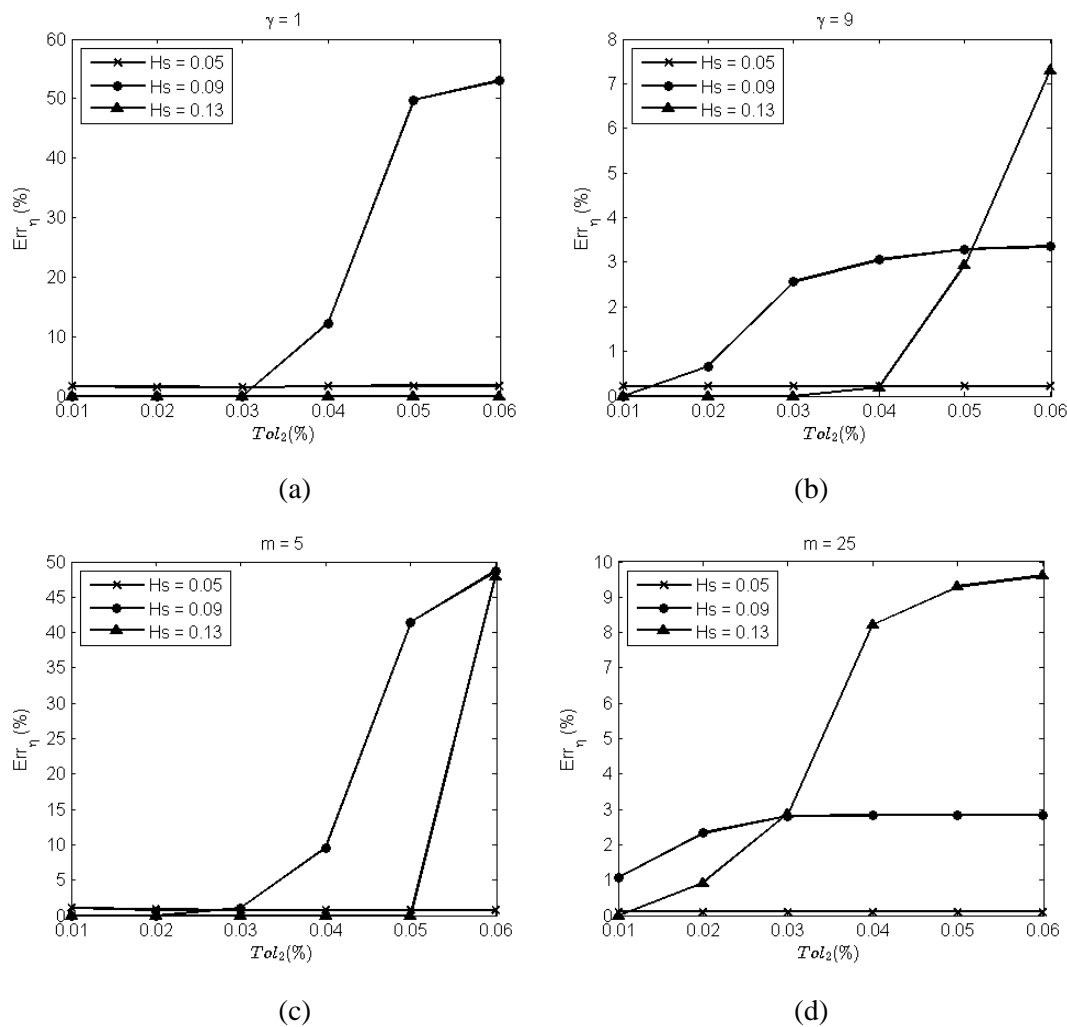 γ = 1
60
50
40
30
20
10
0
Err_η (%)
Hs = 0.05
Hs = 0.09
Hs = 0.13
0.01 0.02 0.03 0.04 0.05 0.06
Tol₂(%)
(a)
γ = 9
8
7
6
5
4
3
2
1
0
Err_η (%)
Hs = 0.05
Hs = 0.09
Hs = 0.13
0.01 0.02 0.03 0.04 0.05 0.06
Tol₂(%)
(b)
m = 5
50
45
40
35
30
25
20
15
10
5
0
Err_η (%)
Hs = 0.05
Hs = 0.09
Hs = 0.13
0.01 0.02 0.03 0.04 0.05 0.06
Tol₂(%)
(c)
m = 25
10
9
8
7
6
5
4
3
2
1
0
Err_η (%)
Hs = 0.05
Hs = 0.09
Hs = 0.13
0.01 0.02 0.03 0.04 0.05 0.06
Tol₂(%)
(d)